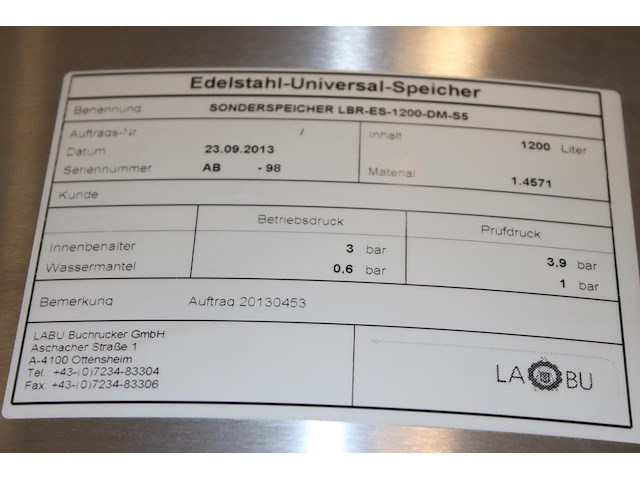 Edelstahl-Universal-Speicher
Benennung SONDERSPEICHER LBR-ES-1200-DM-S5
Auftrags-Nr /
Datum 23.09.2013
Seriennummer AB - 98
Inhalt 1200 Liter
Material 1.4571
Kunde
Betriebsdruck Prüfdruck
Innenbehälter 3 bar 3.9 bar
Wassermantel 0.6 bar 1 bar
Bemerkung Auftrag 20130453
LABU Buchrucker GmbH
Aschacher Straße 1
A-4100 Ottensheim
Tel.: +43-(0)7234-83304
Fax: +43-(0)7234-83306
LABU